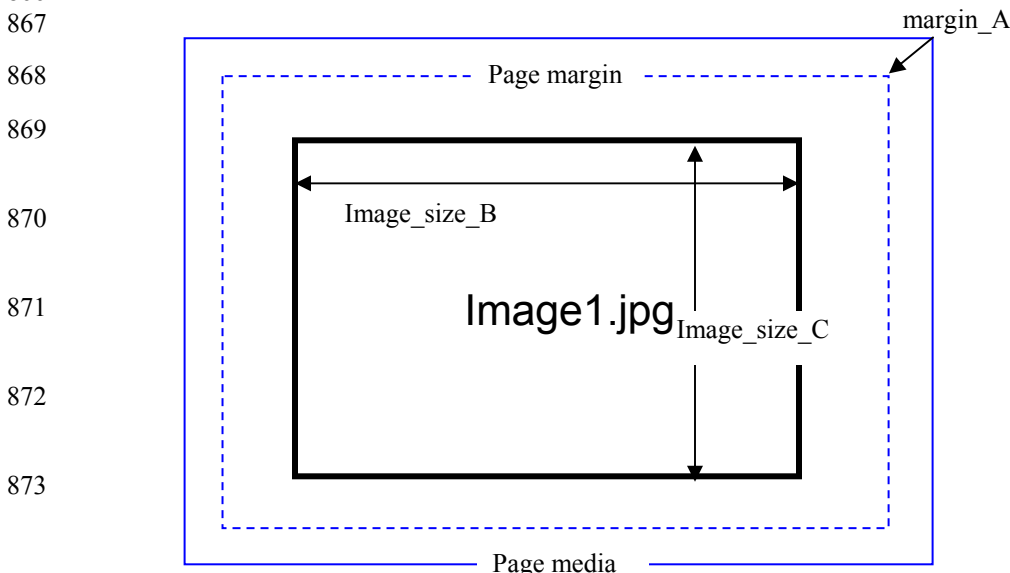 867
margin_A
868
Page margin
869
870
Image_size_B
871
Image1.jpg
Image_size_C
872
873
Page media